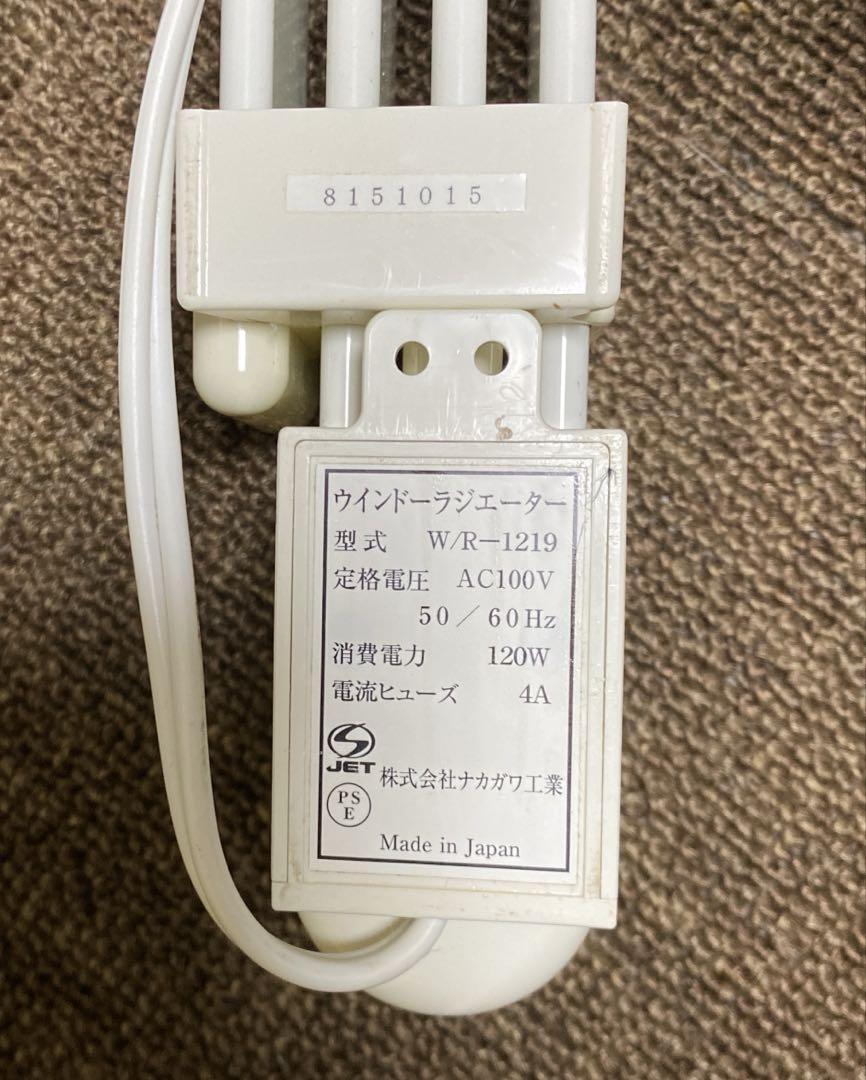 8151015
ウインドーラジエーター
型式 W/R-1219
定格電圧 AC100V
50/60Hz
消費電力 120W
電流ヒューズ 4A
JET
株式会社ナカガワ工業
PS
E
Made in Japan